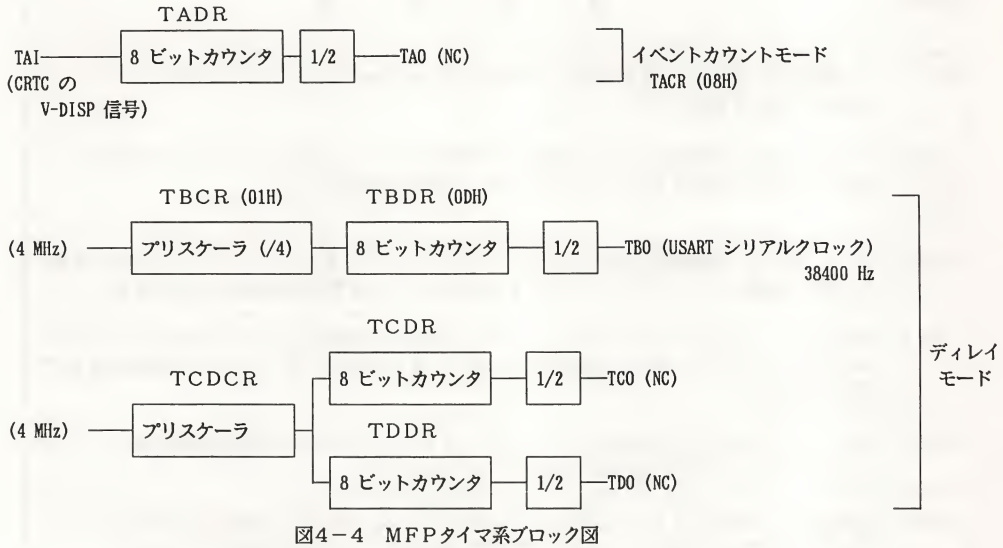 TADR
TAI
8 ビットカウンタ
1/2
TAO (NC)
(CRTC の
V-DISP 信号)
イベントカウントモード
TACR (08H)
TBCR (01H)
TBDR (0DH)
(4 MHz)
プリスケーラ (/4)
8 ビットカウンタ
1/2
TBO (USART シリアルクロック)
38400 Hz
TCDR
TCDCR
8 ビットカウンタ
1/2
TCO (NC)
(4 MHz)
プリスケーラ
TDDR
8 ビットカウンタ
1/2
TDO (NC)
ディレイ
モード
図4-4 MFPタイマ系ブロック図